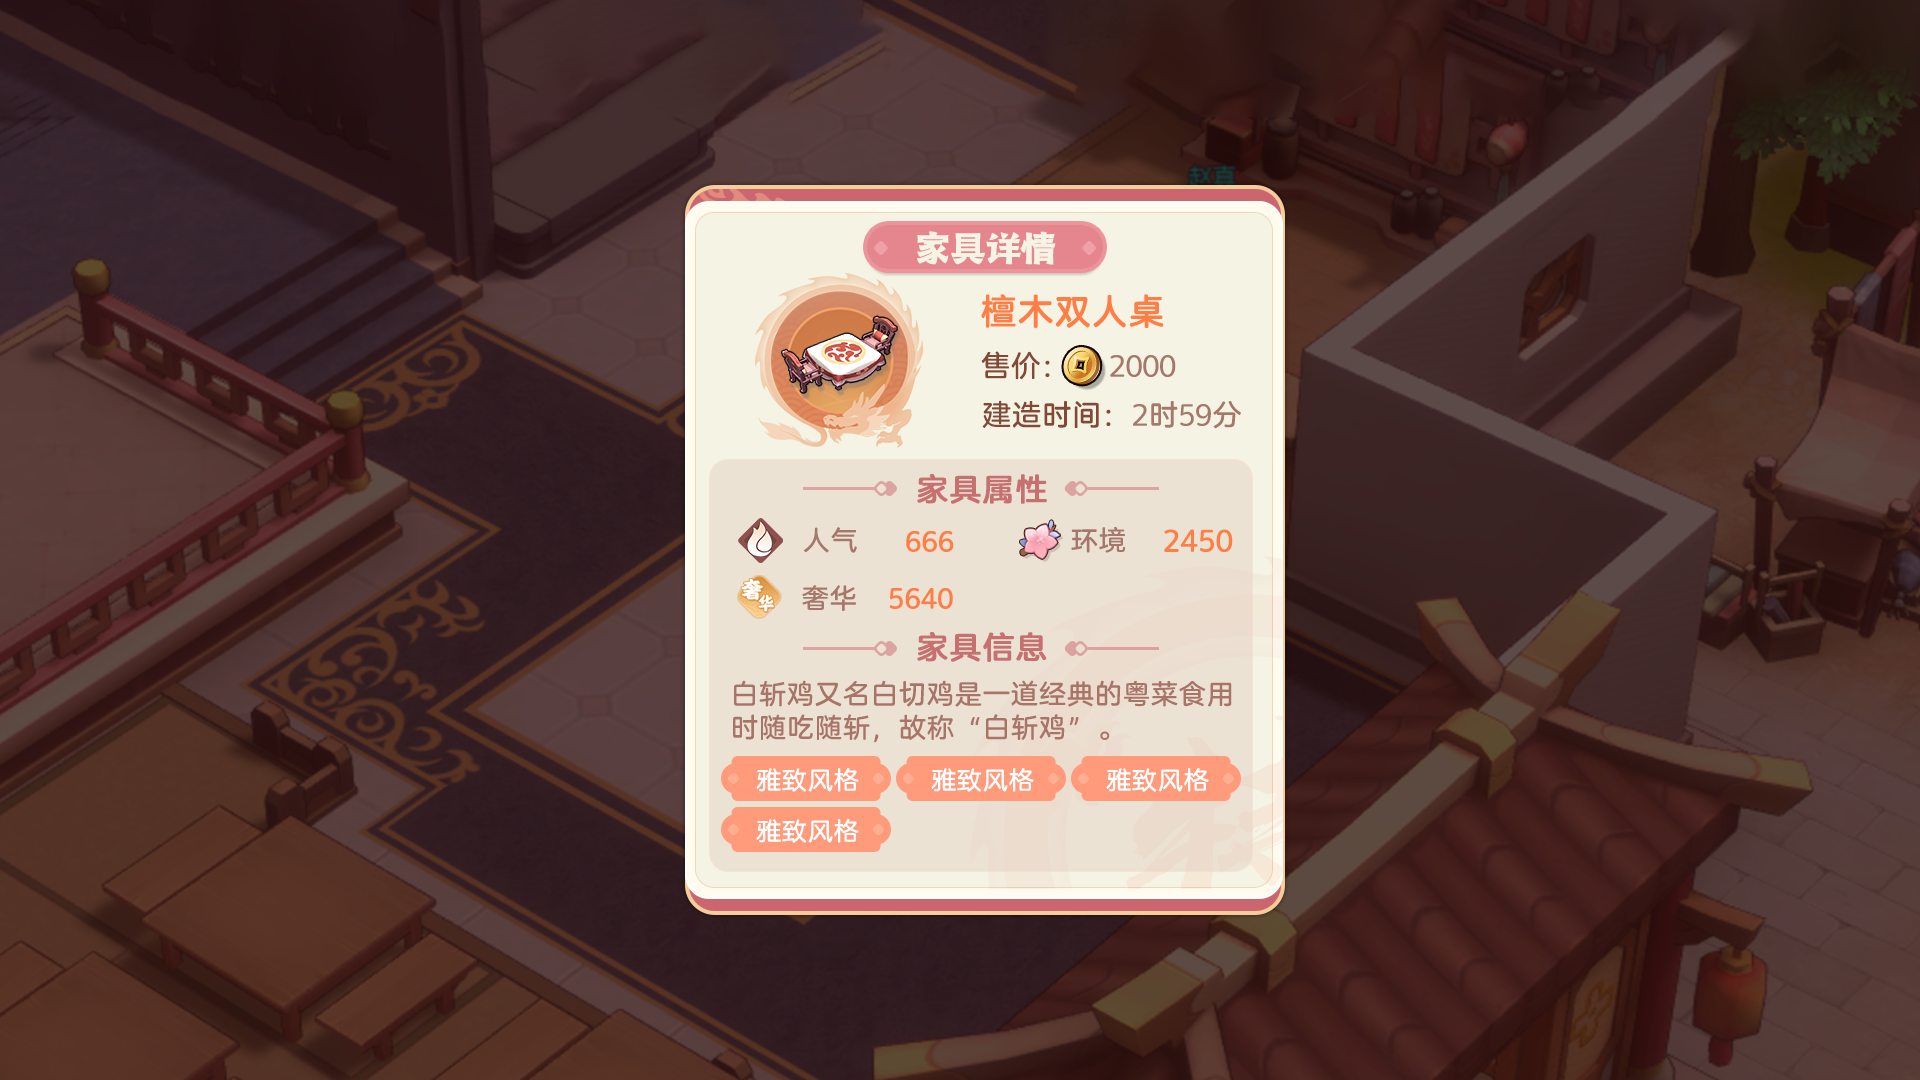 赵真
家具详情
檀木双人桌
售价：2000
建造时间：2时59分
家具属性
人气 666 环境 2450
奢华 奢华 5640
家具信息
白斩鸡又名白切鸡是一道经典的粤菜食用
时随吃随斩，故称“白斩鸡”。
雅致风格 雅致风格 雅致风格
雅致风格